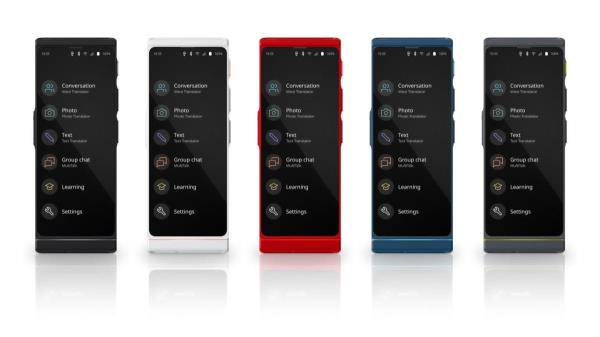 Conversation
Voice Translator
Photo
Photo Translator
Text
Text Translator
Group chat
MultiTalk
Learning
Settings
Conversation
Voice Translator
Photo
Photo Translator
Text
Text Translator
Group chat
MultiTalk
Learning
Settings
Conversation
Voice Translator
Photo
Photo Translator
Text
Text Translator
Group chat
MultiTalk
Learning
Settings
Conversation
Voice Translator
Photo
Photo Translator
Text
Text Translator
Group chat
MultiTalk
Learning
Settings
Conversation
Voice Translator
Photo
Photo Translator
Text
Text Translator
Group chat
MultiTalk
Learning
Settings